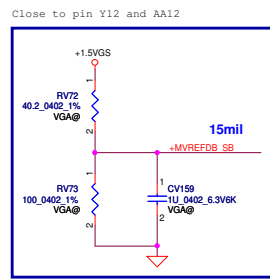 Close to pin Y12 and AA12
+1.5VGS
1
RV72
40.2_0402_1%
VGA@
2
15mil
+MVREFDB_SB
1
RV73
100_0402_1%
VGA@
2
1
CV159
1U_0402_6.3V6K
VGA@
2